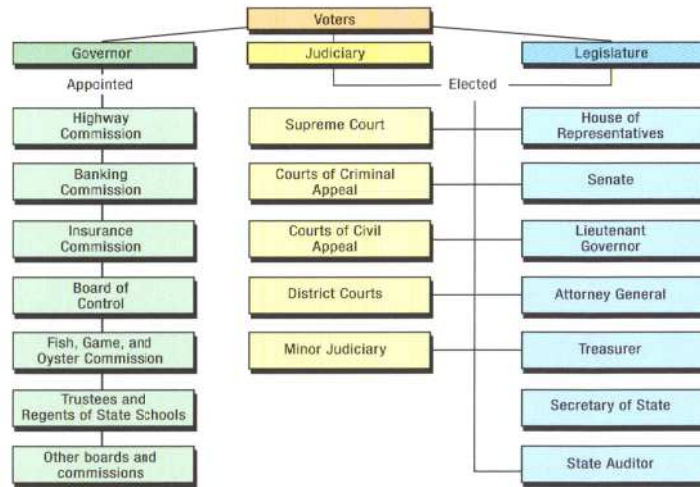 Voters
Governor
Judiciary
Legislature
Appointed
Elected
Highway
Commission
Banking
Commission
Insurance
Commission
Board of
Control
Fish, Game, and
Oyster Commission
Trustees and
Regents of State Schools
Other boards and
commissions
Supreme Court
Courts of Criminal
Appeal
Courts of Civil
Appeal
District Courts
Minor Judiciary
House of
Representatives
Senate
Lieutenant
Governor
Attorney General
Treasurer
Secretary of State
State Auditor